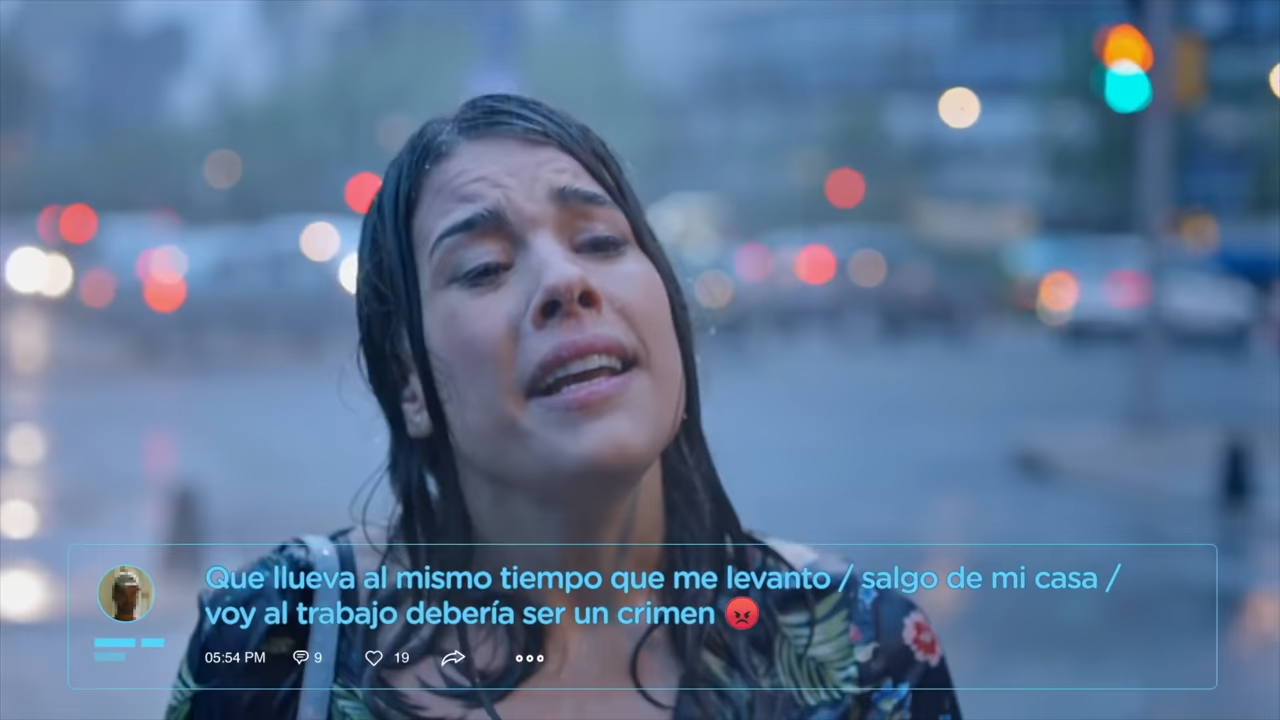 Que llueva al mismo tiempo que me levanto / salgo de mi casa /
voy al trabajo debería ser un crimen 😡
05:54 PM 9 19